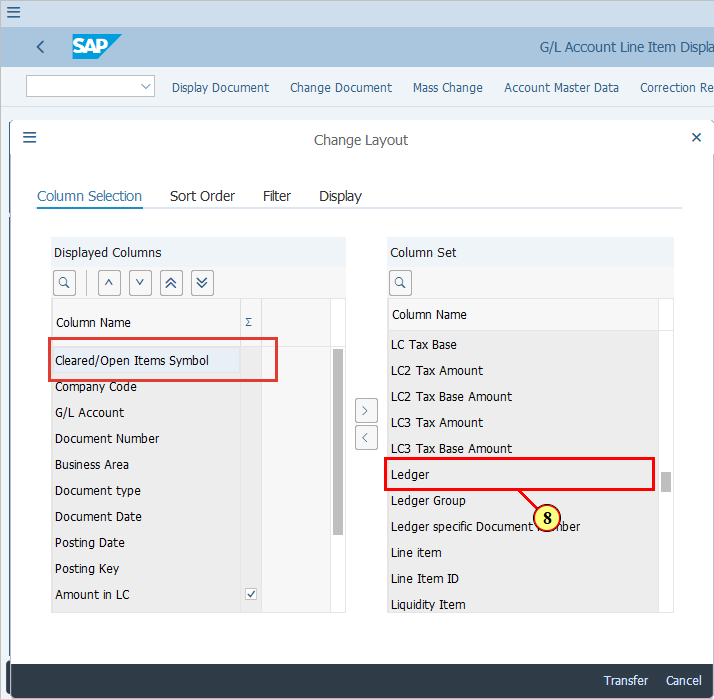 SAP
G/L Account Line Item Displa
Display Document Change Document Mass Change Account Master Data Correction Re
Change Layout
Column Selection Sort Order Filter Display
Displayed Columns
Column Name Σ
Cleared/Open Items Symbol
Company Code
G/L Account
Document Number
Business Area
Document type
Document Date
Posting Date
Posting Key
Amount in LC
Column Set
Column Name
LC Tax Base
LC2 Tax Amount
LC2 Tax Base Amount
LC3 Tax Amount
LC3 Tax Base Amount
Ledger
Ledger Group
8
Ledger specific Document Number
Line item
Line Item ID
Liquidity Item
Transfer Cancel